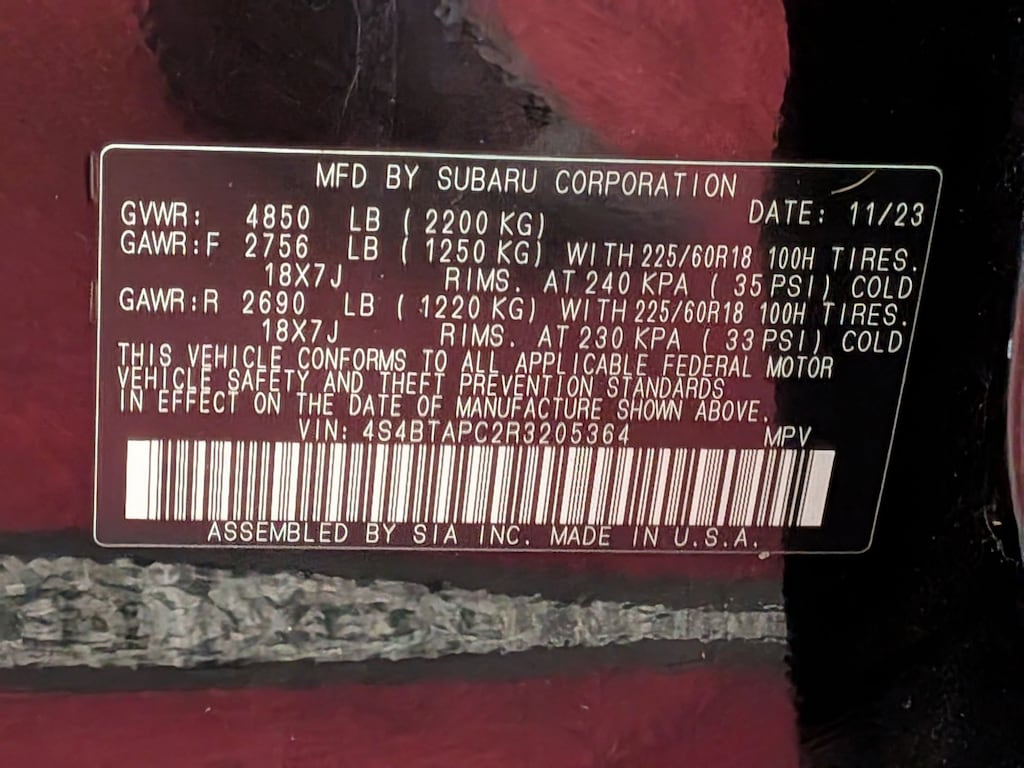 MFD BY SUBARU CORPORATION
GVWR: 4850 LB ( 2200 KG) DATE: 11/23
GAWR:F 2756 LB ( 1250 KG) WITH 225/60R18 100H TIRES.
18X7J RIMS. AT 240 KPA ( 35 PSI) COLD
GAWR:R 2690 LB ( 1220 KG) WITH 225/60R18 100H TIRES.
18X7J RIMS. AT 230 KPA ( 33 PSI) COLD
THIS VEHICLE CONFORMS TO ALL APPLICABLE FEDERAL MOTOR
VEHICLE SAFETY AND THEFT PREVENTION STANDARDS
IN EFFECT ON THE DATE OF MANUFACTURE SHOWN ABOVE.
VIN: 4S4BTAPC2R3205364 MPV
ASSEMBLED BY SIA INC. MADE IN U.S.A.